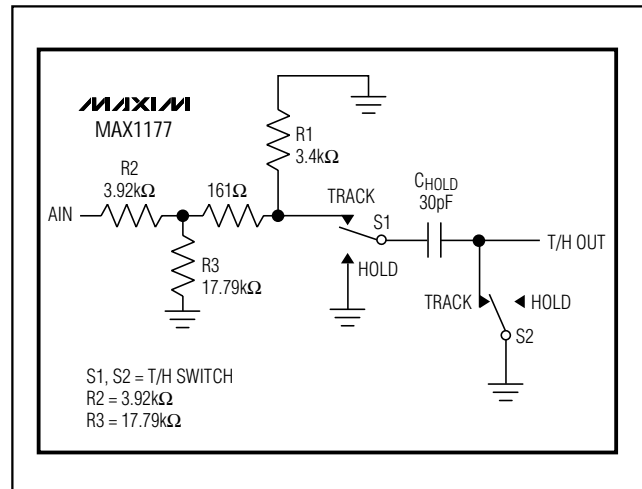 MAXIM
MAX1177
R1
3.4kΩ
R2
3.92kΩ
161Ω
TRACK
CHOLD
30pF
AIN
S1
T/H OUT
R3
17.79kΩ
HOLD
TRACK
HOLD
S2
S1, S2 = T/H SWITCH
R2 = 3.92kΩ
R3 = 17.79kΩ